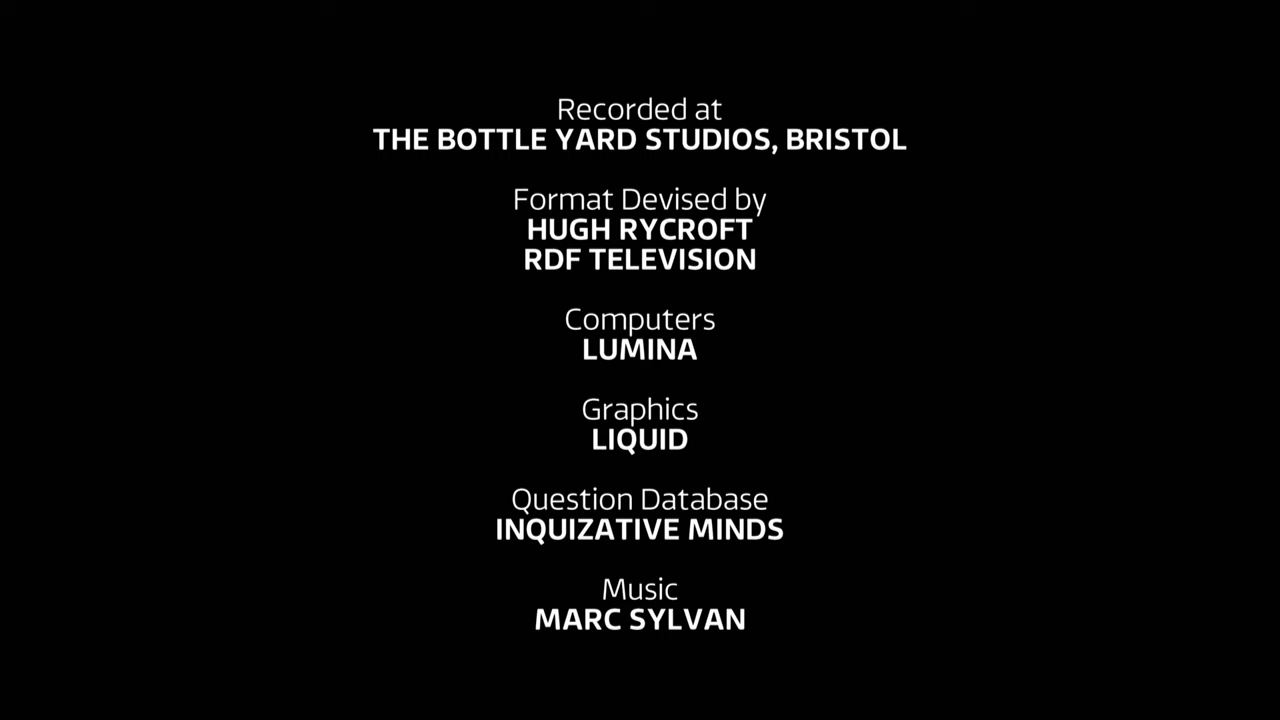 Recorded at
THE BOTTLE YARD STUDIOS, BRISTOL
Format Devised by
HUGH RYCROFT
RDF TELEVISION
Computers
LUMINA
Graphics
LIQUID
Question Database
INQUIZATIVE MINDS
Music
MARC SYLVAN